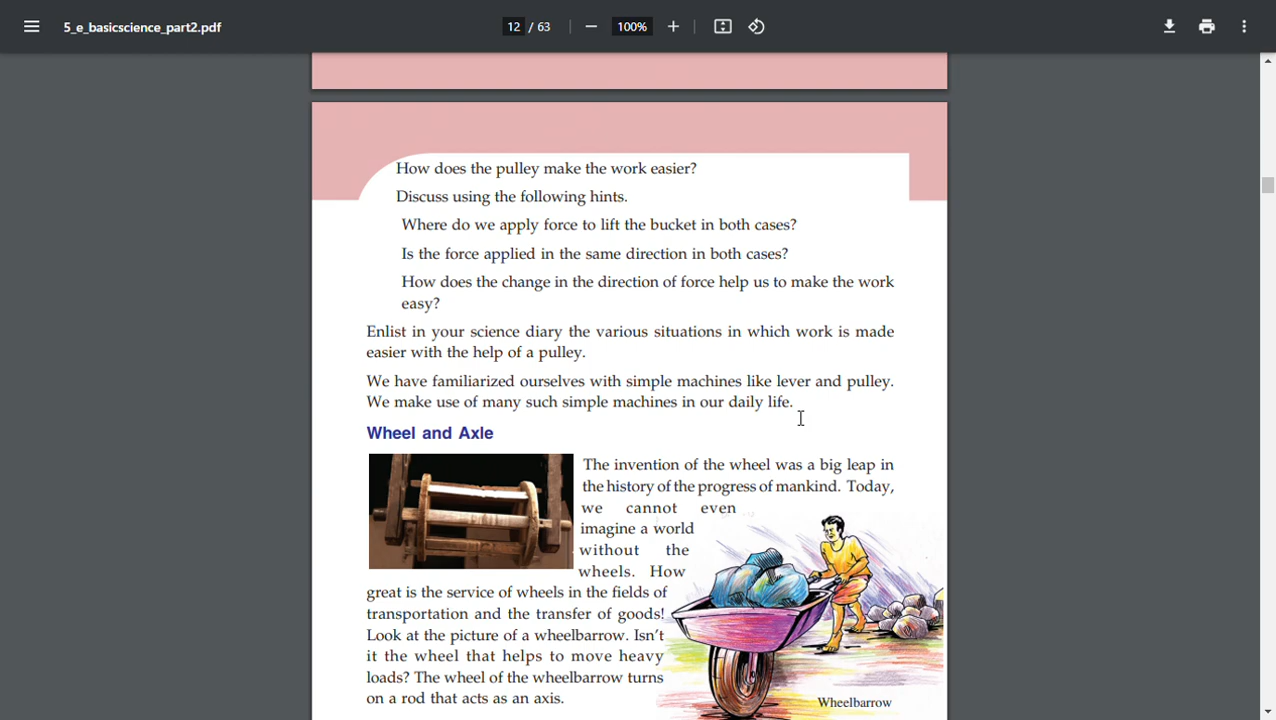 5_e_basicscience_part2.pdf
12 / 63
100%
How does the pulley make the work easier?
Discuss using the following hints.
Where do we apply force to lift the bucket in both cases?
Is the force applied in the same direction in both cases?
How does the change in the direction of force help us to make the work
easy?
Enlist in your science diary the various situations in which work is made
easier with the help of a pulley.
We have familiarized ourselves with simple machines like lever and pulley.
We make use of many such simple machines in our daily life.
Wheel and Axle
The invention of the wheel was a big leap in
the history of the progress of mankind. Today,
we cannot even
imagine a world
without the
wheels. How
great is the service of wheels in the fields of
transportation and the transfer of goods!
Look at the picture of a wheelbarrow. Isn't
it the wheel that helps to move heavy
loads? The wheel of the wheelbarrow turns
on a rod that acts as an axis.
Wheelbarrow